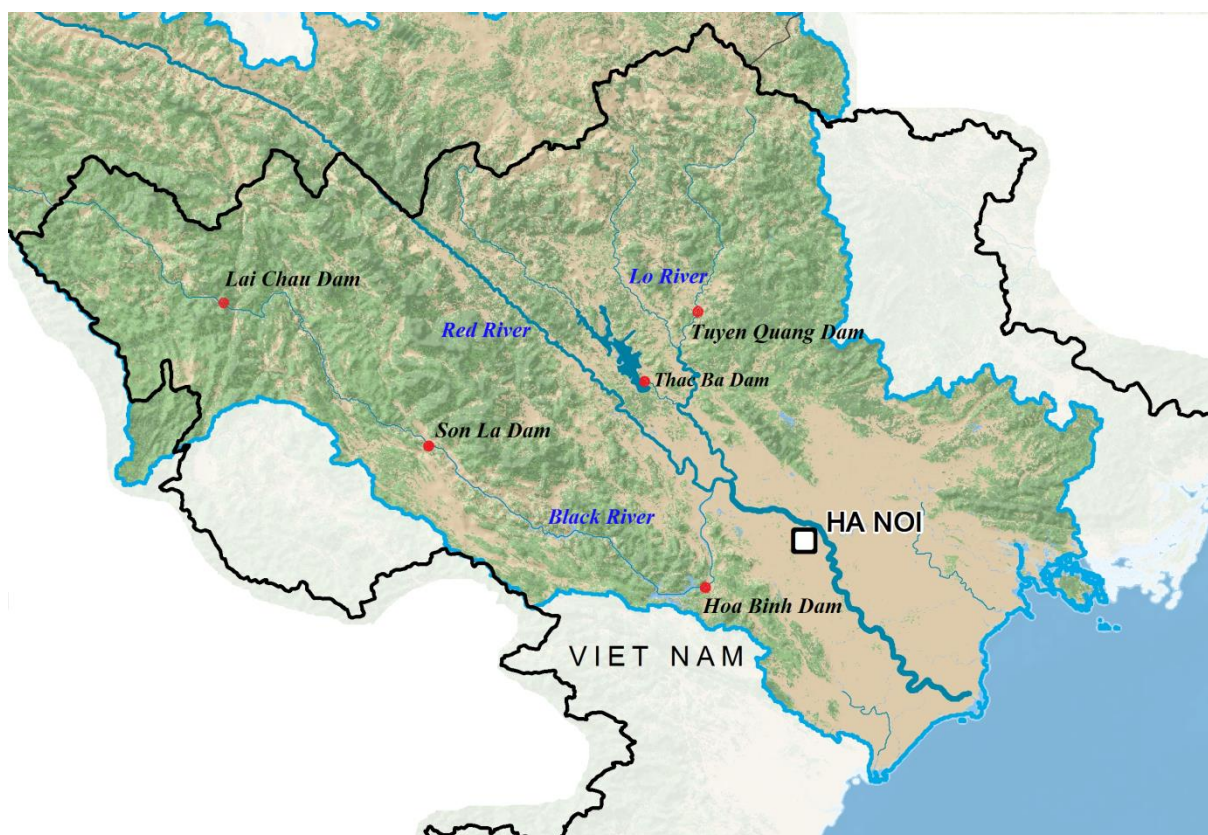 Lai Chau Dam
Lo River
Red River
Tuyen Quang Dam
Thac Ba Dam
Son La Dam
Black River
HA NOI
Hoa Binh Dam
VIET NAM